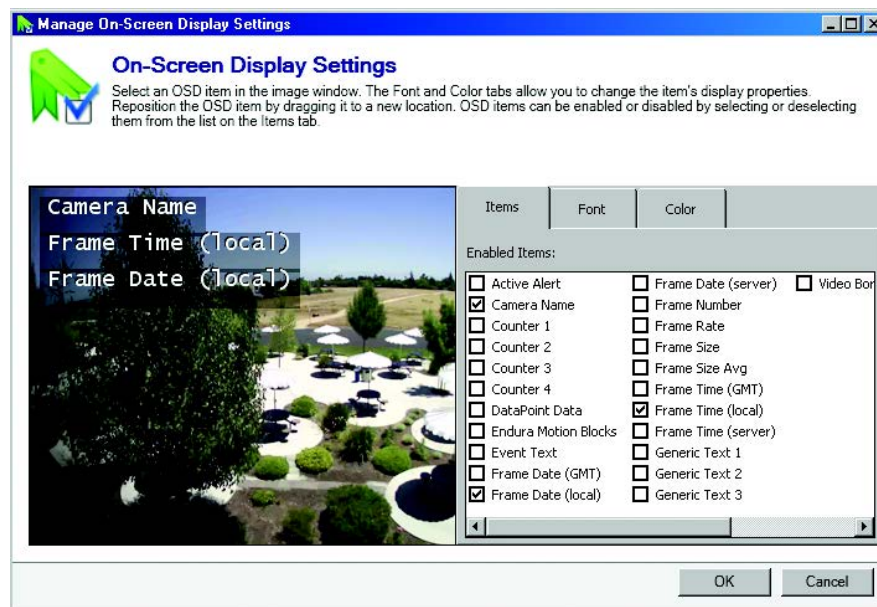 Manage On-Screen Display Settings
On-Screen Display Settings
Select an OSD item in the image window. The Font and Color tabs allow you to change the item's display properties.
Reposition the OSD item by dragging it to a new location. OSD items can be enabled or disabled by selecting or deselecting
them from the list on the Items tab.
Camera Name
Frame Time (local)
Frame Date (local)
Items
Font
Color
Enabled Items:
Active Alert
Camera Name
Counter 1
Counter 2
Counter 3
Counter 4
DataPoint Data
Endura Motion Blocks
Event Text
Frame Date (GMT)
Frame Date (local)
Frame Date (server)
Frame Number
Frame Rate
Frame Size
Frame Size Avg
Frame Time (GMT)
Frame Time (local)
Frame Time (server)
Generic Text 1
Generic Text 2
Generic Text 3
Video Bor
OK
Cancel